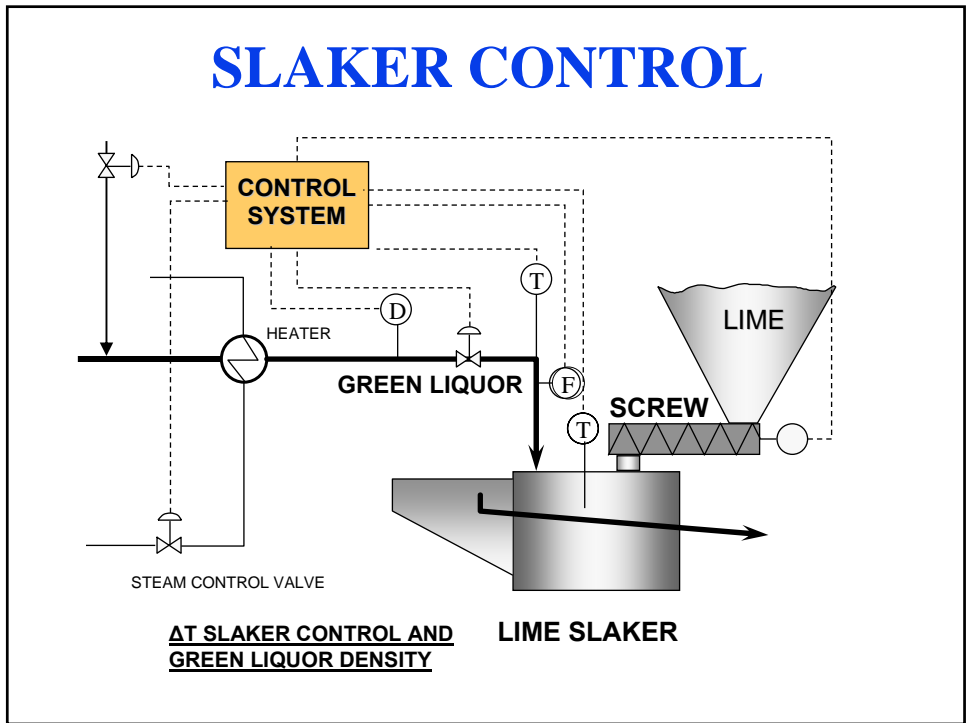 SLAKER CONTROL
CONTROL
SYSTEM
T
D
HEATER
LIME
GREEN LIQUOR
F
SCREW
T
STEAM CONTROL VALVE
ΔT SLAKER CONTROL AND
GREEN LIQUOR DENSITY
LIME SLAKER